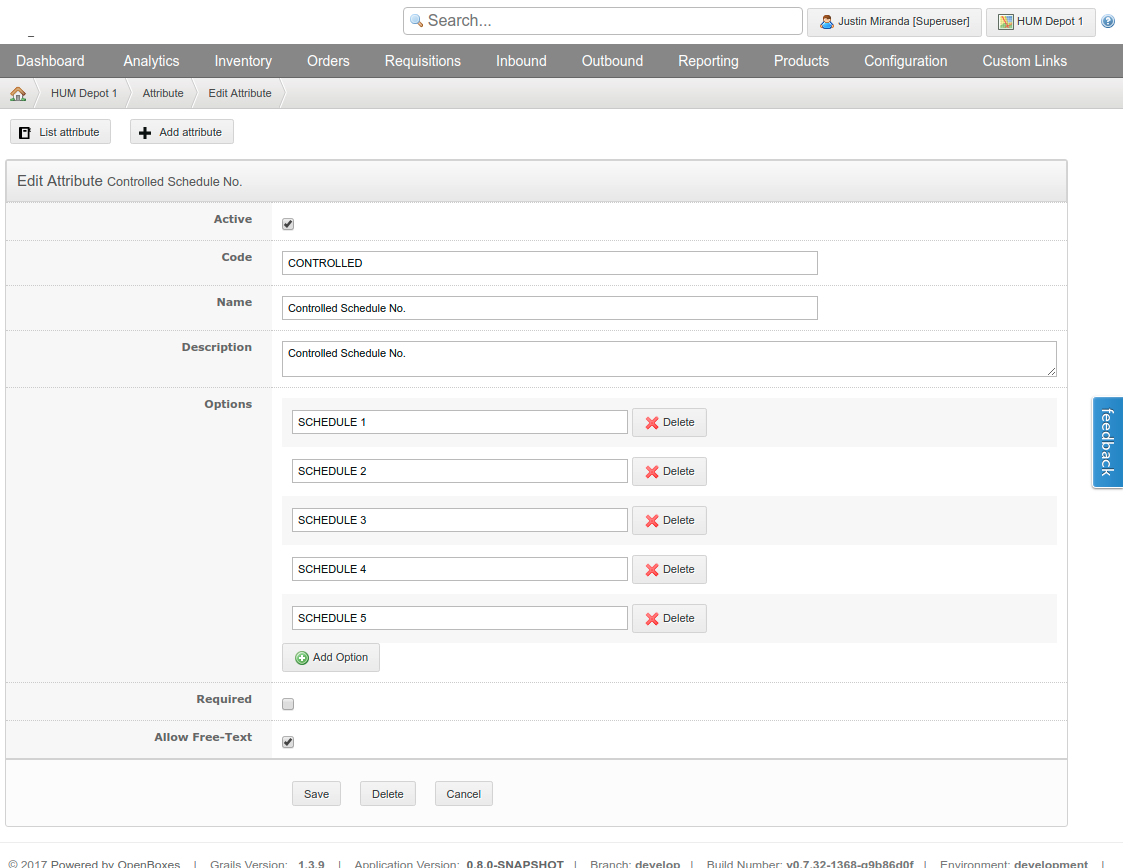 Search...
Justin Miranda [Superuser]
HUM Depot 1
Dashboard Analytics Inventory Orders Requisitions Inbound Outbound Reporting Products Configuration Custom Links
HUM Depot 1 Attribute Edit Attribute
List attribute Add attribute
Edit Attribute Controlled Schedule No.
Active
Code CONTROLLED
Name Controlled Schedule No.
Description Controlled Schedule No.
Options SCHEDULE 1 Delete
SCHEDULE 2 Delete
SCHEDULE 3 Delete
SCHEDULE 4 Delete
SCHEDULE 5 Delete
Add Option
Required
Allow Free-Text
Save Delete Cancel
feedback
© 2017 Powered by OpenBoxes | Grails Version: 1.3.9 | Application Version: 0.8.0-SNAPSHOT | Branch: develop | Build Number: v0.7.32-1368-g9b86d0f | Environment: development |